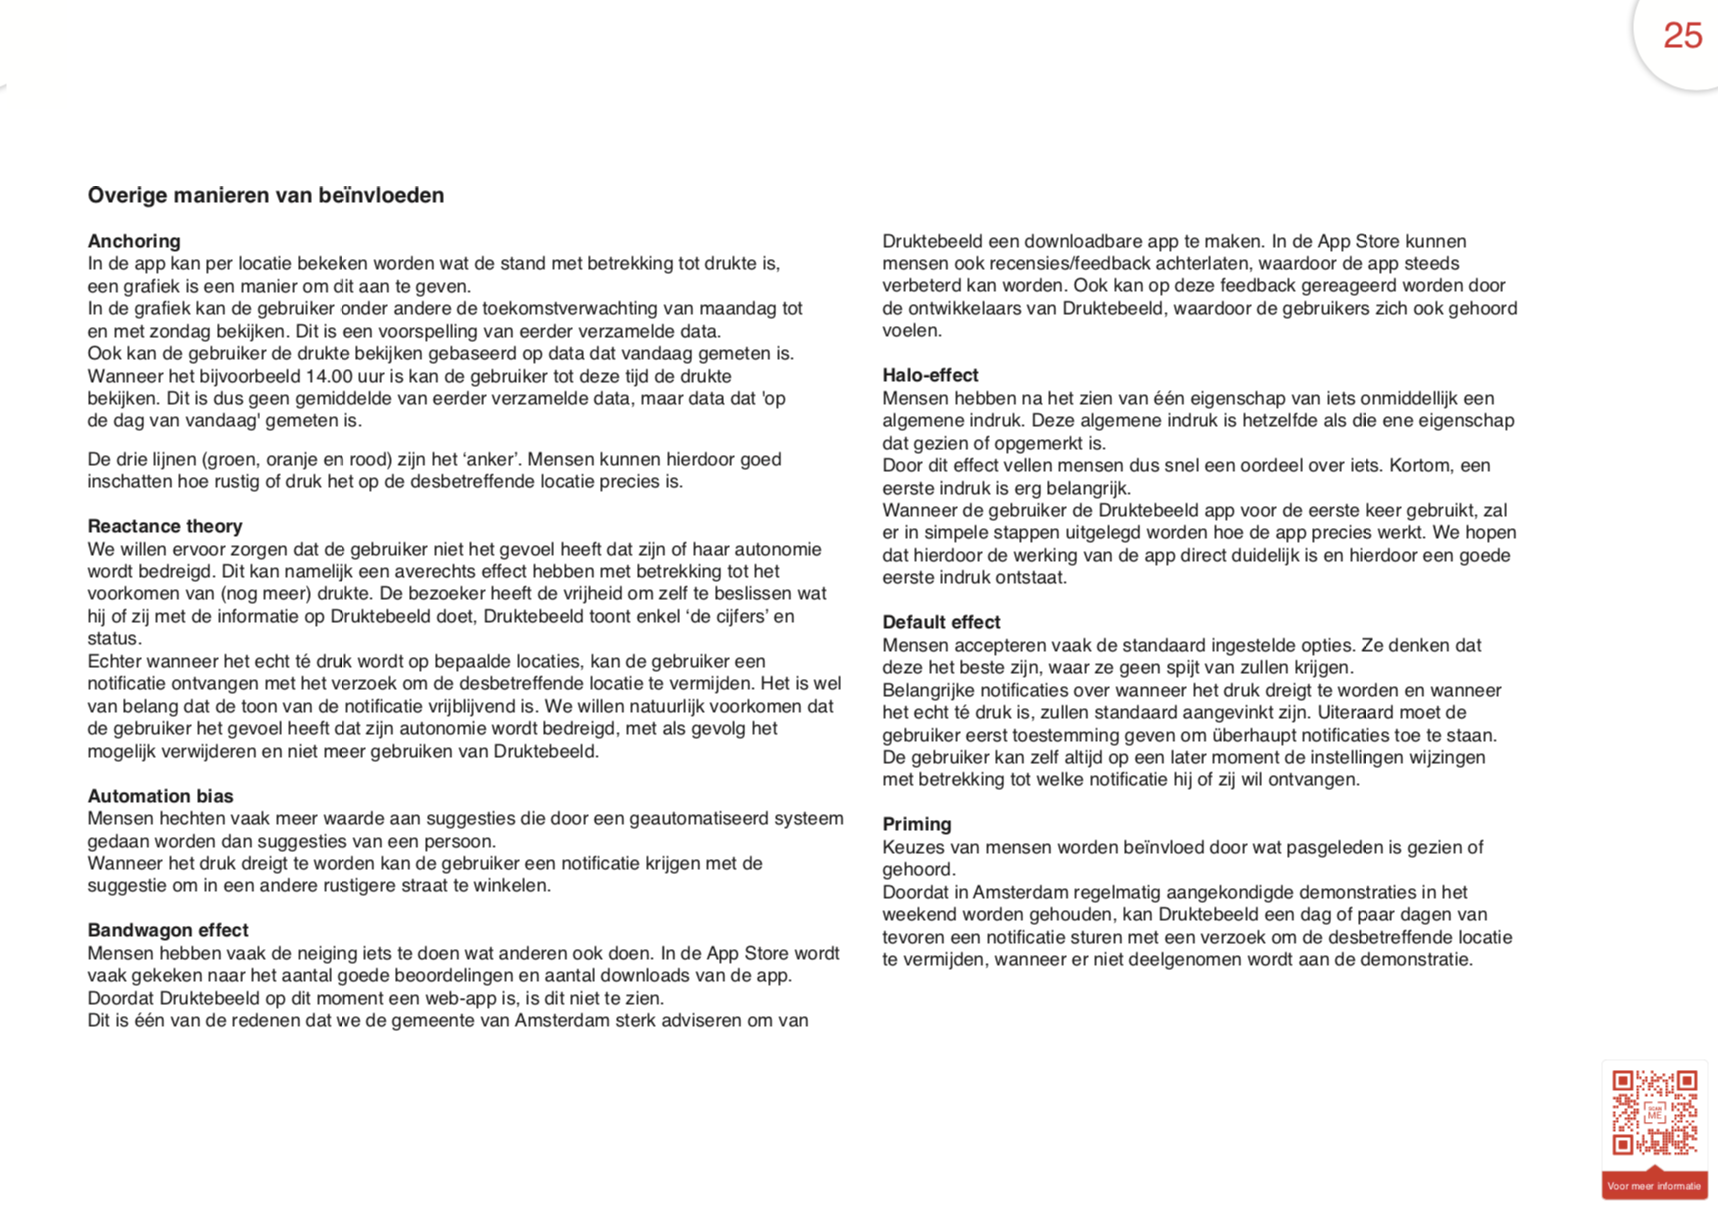 25
Overige manieren van beïnvloeden
Anchoring
In de app kan per locatie bekeken worden wat de stand met betrekking tot drukte is,
een grafiek is een manier om dit aan te geven.
In de grafiek kan de gebruiker onder andere de toekomstverwachting van maandag tot
en met zondag bekijken. Dit is een voorspelling van eerder verzamelde data.
Ook kan de gebruiker de drukte bekijken gebaseerd op data dat vandaag gemeten is.
Wanneer het bijvoorbeeld 14.00 uur is kan de gebruiker tot deze tijd de drukte
bekijken. Dit is dus geen gemiddelde van eerder verzamelde data, maar data dat 'op
de dag van vandaag' gemeten is.
De drie lijnen (groen, oranje en rood) zijn het ‘anker’. Mensen kunnen hierdoor goed
inschatten hoe rustig of druk het op de desbetreffende locatie precies is.
Reactance theory
We willen ervoor zorgen dat de gebruiker niet het gevoel heeft dat zijn of haar autonomie
wordt bedreigd. Dit kan namelijk een averechts effect hebben met betrekking tot het
voorkomen van (nog meer) drukte. De bezoeker heeft de vrijheid om zelf te beslissen wat
hij of zij met de informatie op Druktebeeld doet, Druktebeeld toont enkel ‘de cijfers’ en
status.
Echter wanneer het echt té druk wordt op bepaalde locaties, kan de gebruiker een
notificatie ontvangen met het verzoek om de desbetreffende locatie te vermijden. Het is wel
van belang dat de toon van de notificatie vrijblijvend is. We willen natuurlijk voorkomen dat
de gebruiker het gevoel heeft dat zijn autonomie wordt bedreigd, met als gevolg het
mogelijk verwijderen en niet meer gebruiken van Druktebeeld.
Automation bias
Mensen hechten vaak meer waarde aan suggesties die door een geautomatiseerd systeem
gedaan worden dan suggesties van een persoon.
Wanneer het druk dreigt te worden kan de gebruiker een notificatie krijgen met de
suggestie om in een andere rustigere straat te winkelen.
Bandwagon effect
Mensen hebben vaak de neiging iets te doen wat anderen ook doen. In de App Store wordt
vaak gekeken naar het aantal goede beoordelingen en aantal downloads van de app.
Doordat Druktebeeld op dit moment een web-app is, is dit niet te zien.
Dit is één van de redenen dat we de gemeente van Amsterdam sterk adviseren om van
Druktebeeld een downloadbare app te maken. In de App Store kunnen
mensen ook recensies/feedback achterlaten, waardoor de app steeds
verbeterd kan worden. Ook kan op deze feedback gereageerd worden door
de ontwikkelaars van Druktebeeld, waardoor de gebruikers zich ook gehoord
voelen.
Halo-effect
Mensen hebben na het zien van één eigenschap van iets onmiddellijk een
algemene indruk. Deze algemene indruk is hetzelfde als die ene eigenschap
dat gezien of opgemerkt is.
Door dit effect vellen mensen dus snel een oordeel over iets. Kortom, een
eerste indruk is erg belangrijk.
Wanneer de gebruiker de Druktebeeld app voor de eerste keer gebruikt, zal
er in simpele stappen uitgelegd worden hoe de app precies werkt. We hopen
dat hierdoor de werking van de app direct duidelijk is en hierdoor een goede
eerste indruk ontstaat.
Default effect
Mensen accepteren vaak de standaard ingestelde opties. Ze denken dat
deze het beste zijn, waar ze geen spijt van zullen krijgen.
Belangrijke notificaties over wanneer het druk dreigt te worden en wanneer
het echt té druk is, zullen standaard aangevinkt zijn. Uiteraard moet de
gebruiker eerst toestemming geven om überhaupt notificaties toe te staan.
De gebruiker kan zelf altijd op een later moment de instellingen wijzingen
met betrekking tot welke notificatie hij of zij wil ontvangen.
Priming
Keuzes van mensen worden beïnvloed door wat pasgeleden is gezien of
gehoord.
Doordat in Amsterdam regelmatig aangekondigde demonstraties in het
weekend worden gehouden, kan Druktebeeld een dag of paar dagen van
tevoren een notificatie sturen met een verzoek om de desbetreffende locatie
te vermijden, wanneer er niet deelgenomen wordt aan de demonstratie.
SCAN
ME
Voor meer informatie